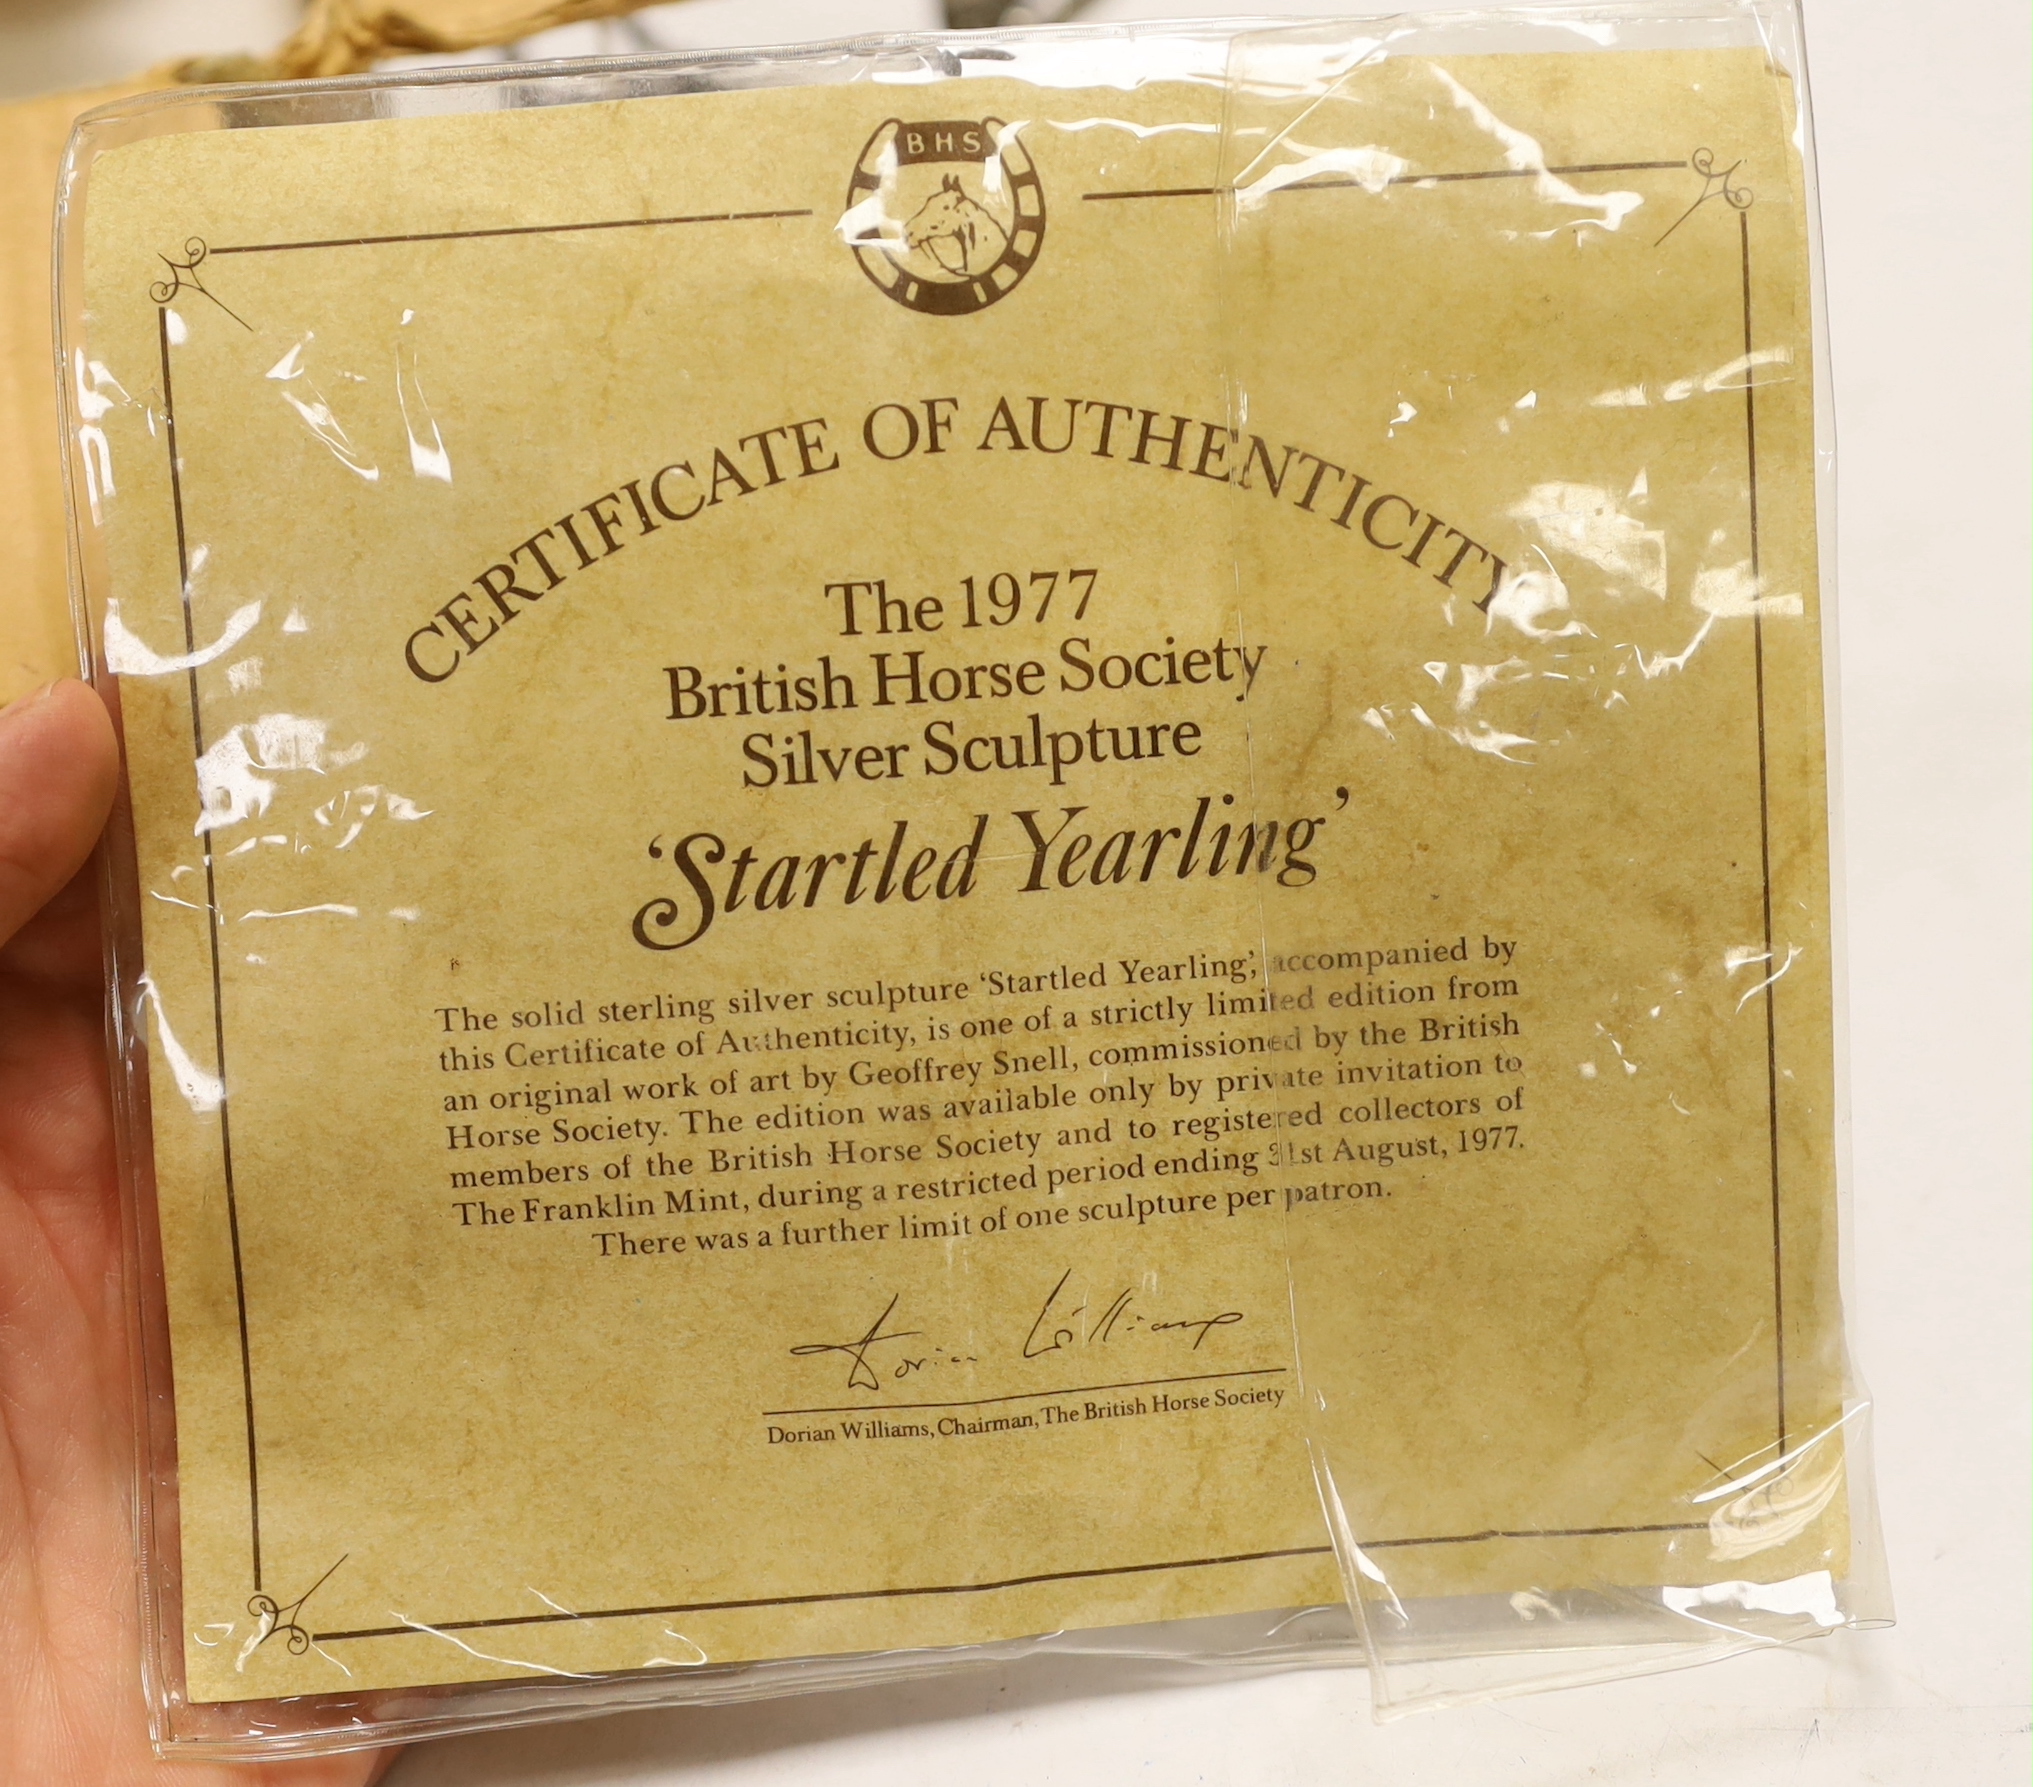 BHS
CERTIFICATE OF AUTHENTICITY
The 1977
British Horse Society
Silver Sculpture
‘Startled Yearling’
The solid sterling silver sculpture ‘Startled Yearling’, accompanied by
this Certificate of Authenticity, is one of a strictly limited edition from
an original work of art by Geoffrey Snell, commissioned by the British
Horse Society. The edition was available only by private invitation to
members of the British Horse Society and to registered collectors of
The Franklin Mint, during a restricted period ending 31st August, 1977.
There was a further limit of one sculpture per patron.
Dorian Williams
Dorian Williams, Chairman, The British Horse Society